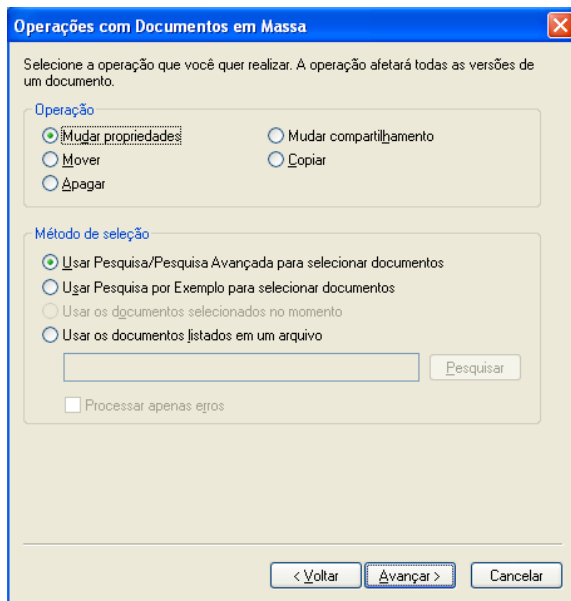 Operações com Documentos em Massa
Selecione a operação que você quer realizar. A operação afetará todas as versões de
um documento.
Operação
Mudar propriedades
Mudar compartilhamento
Mover
Copiar
Apagar
Método de seleção
Usar Pesquisa/Pesquisa Avançada para selecionar documentos
Usar Pesquisa por Exemplo para selecionar documentos
Usar os documentos selecionados no momento
Usar os documentos listados em um arquivo
Pesquisar
Processar apenas erros
< Voltar
Avançar >
Cancelar